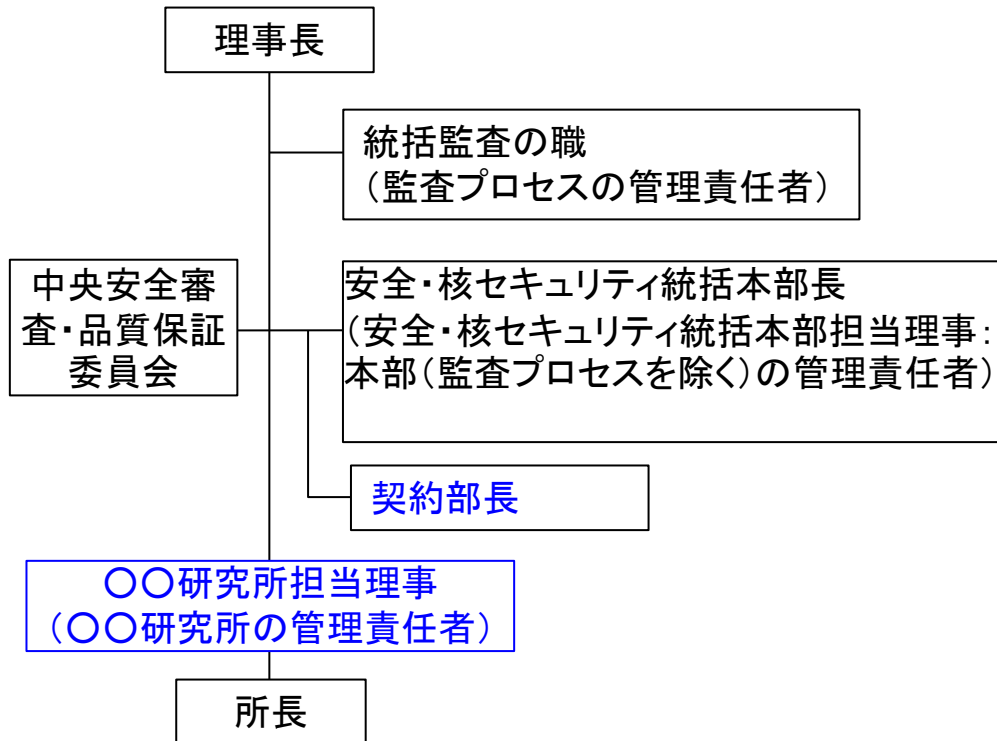 理事長
統括監査の職
（監査プロセスの管理責任者）
中央安全審
査・品質保証
委員会
安全・核セキュリティ統括本部長
（安全・核セキュリティ統括本部担当理事：
本部（監査プロセスを除く）の管理責任者）
契約部長
〇〇研究所担当理事
（〇〇研究所の管理責任者）
所長